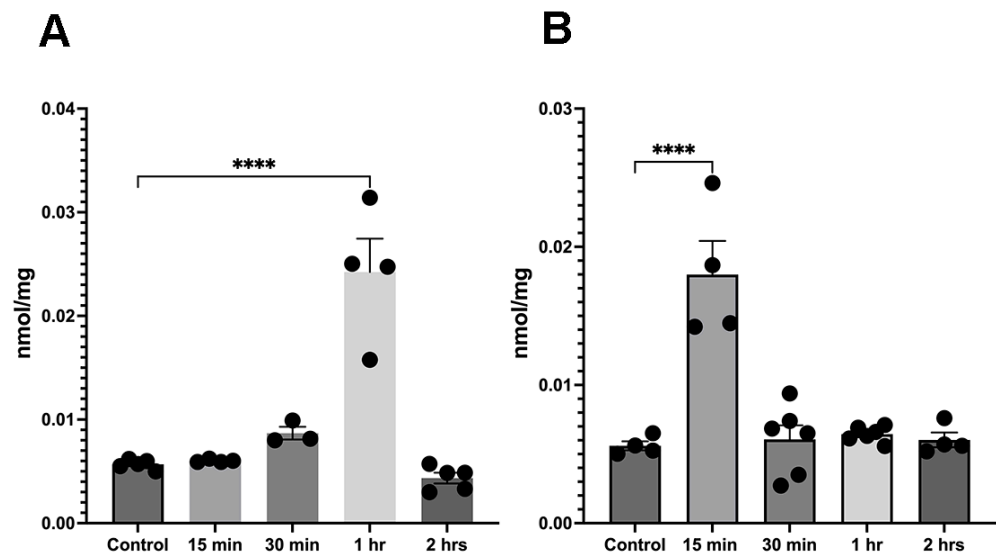 A
0.04
0.03
0.02
0.01
0.00
nmol/mg
****
Control 15 min 30 min 1 hr 2 hrs
B
0.03
0.02
0.01
0.00
nmol/mg
****
Control 15 min 30 min 1 hr 2 hrs